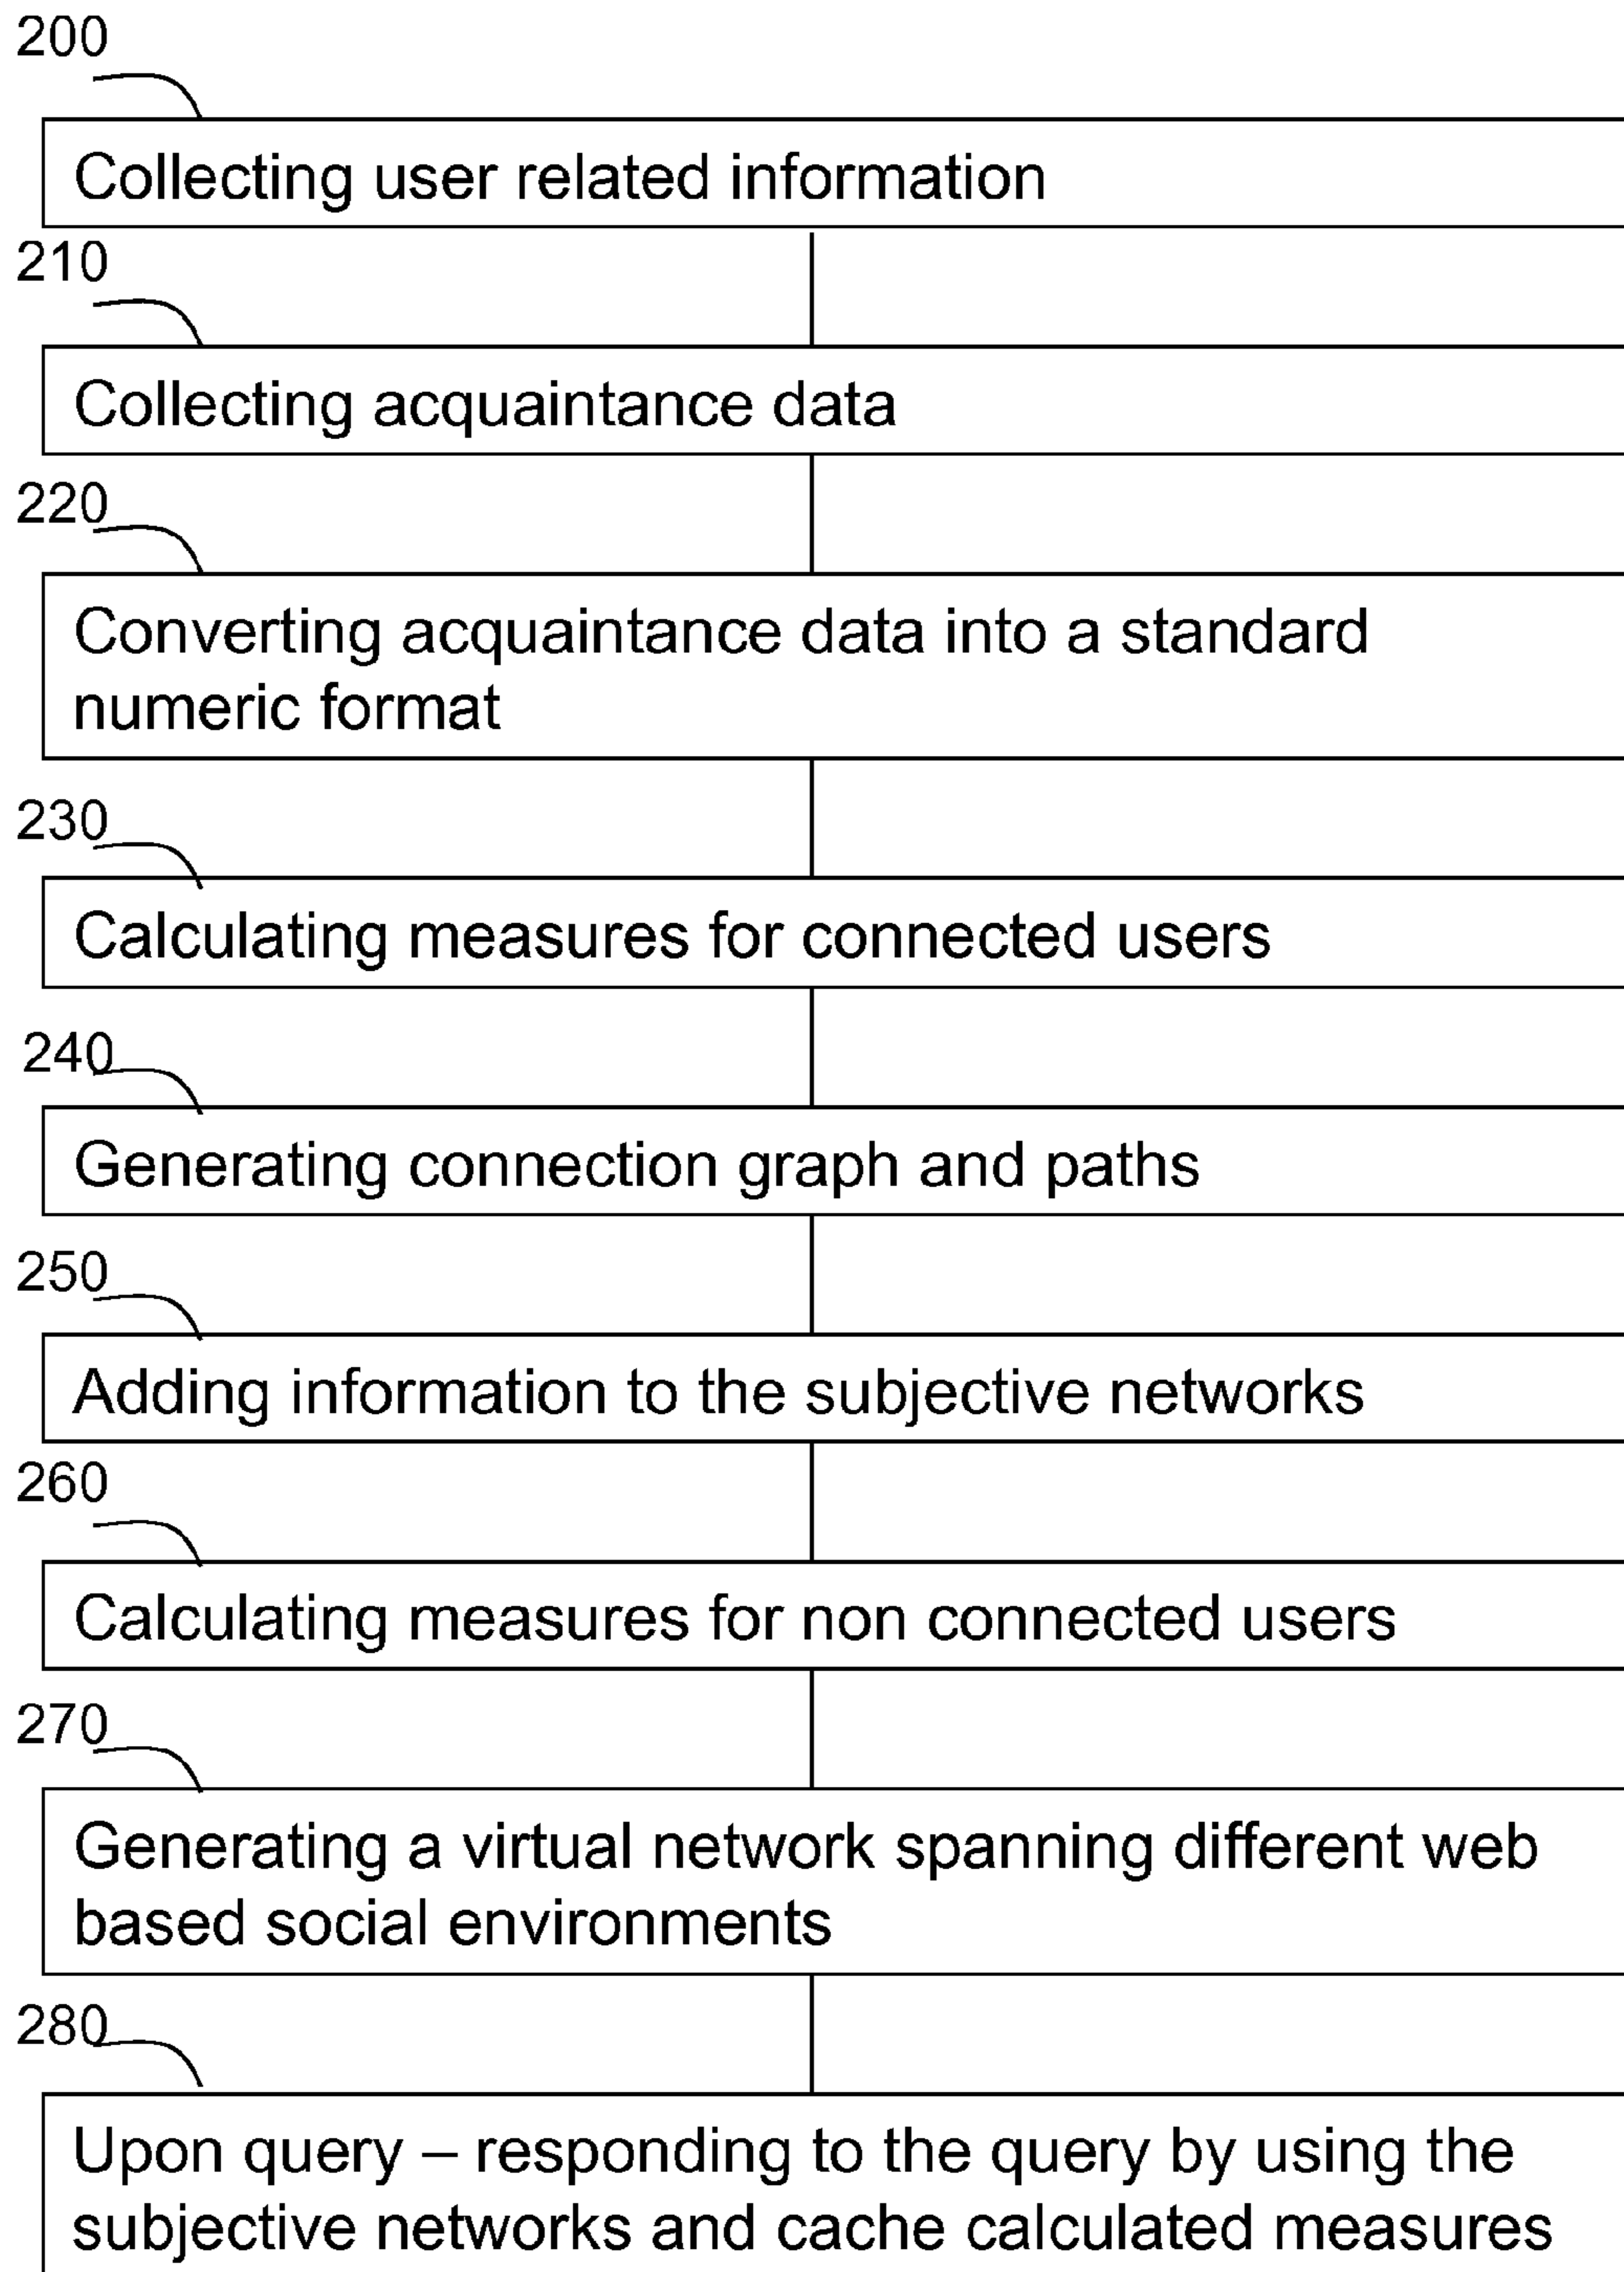 200
Collecting user related information
210
Collecting acquaintance data
220
Converting acquaintance data into a standard
numeric format
230
Calculating measures for connected users
240
Generating connection graph and paths
250
Adding information to the subjective networks
260
Calculating measures for non connected users
270
Generating a virtual network spanning different web
based social environments
280
Upon query – responding to the query by using the
subjective networks and cache calculated measures